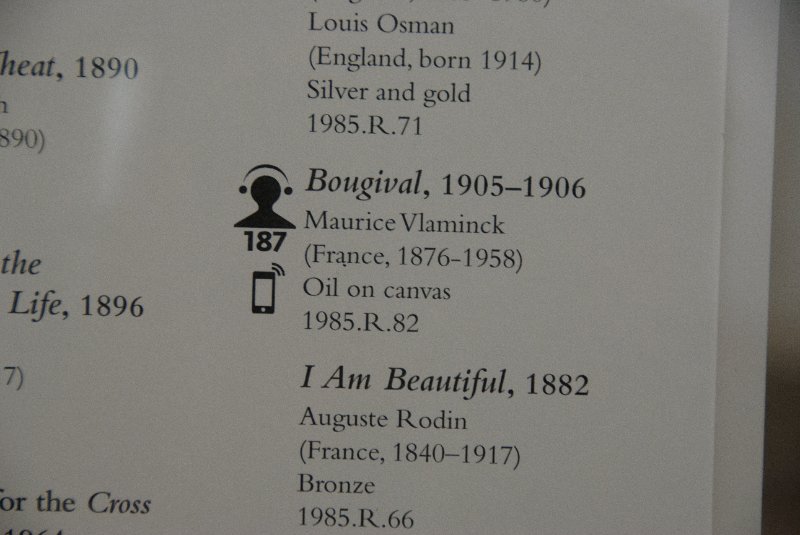 heat, 1890
890)
the
Life, 1896
7)
for the Cross
Louis Osman
(England, born 1914)
Silver and gold
1985.R.71
Bougival, 1905–1906
187
Maurice Vlaminck
(France, 1876-1958)
Oil on canvas
1985.R.82
I Am Beautiful, 1882
Auguste Rodin
(France, 1840–1917)
Bronze
1985.R.66